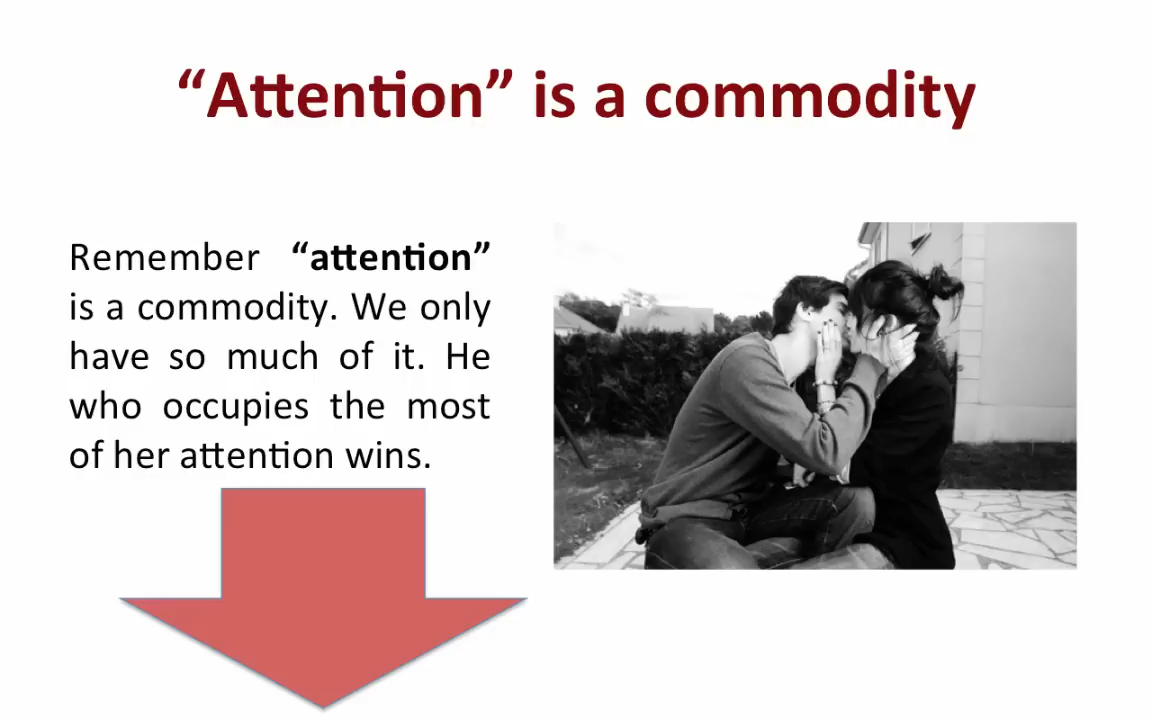 “Attention” is a commodity
Remember “attention”
is a commodity. We only
have so much of it. He
who occupies the most
of her attention wins.